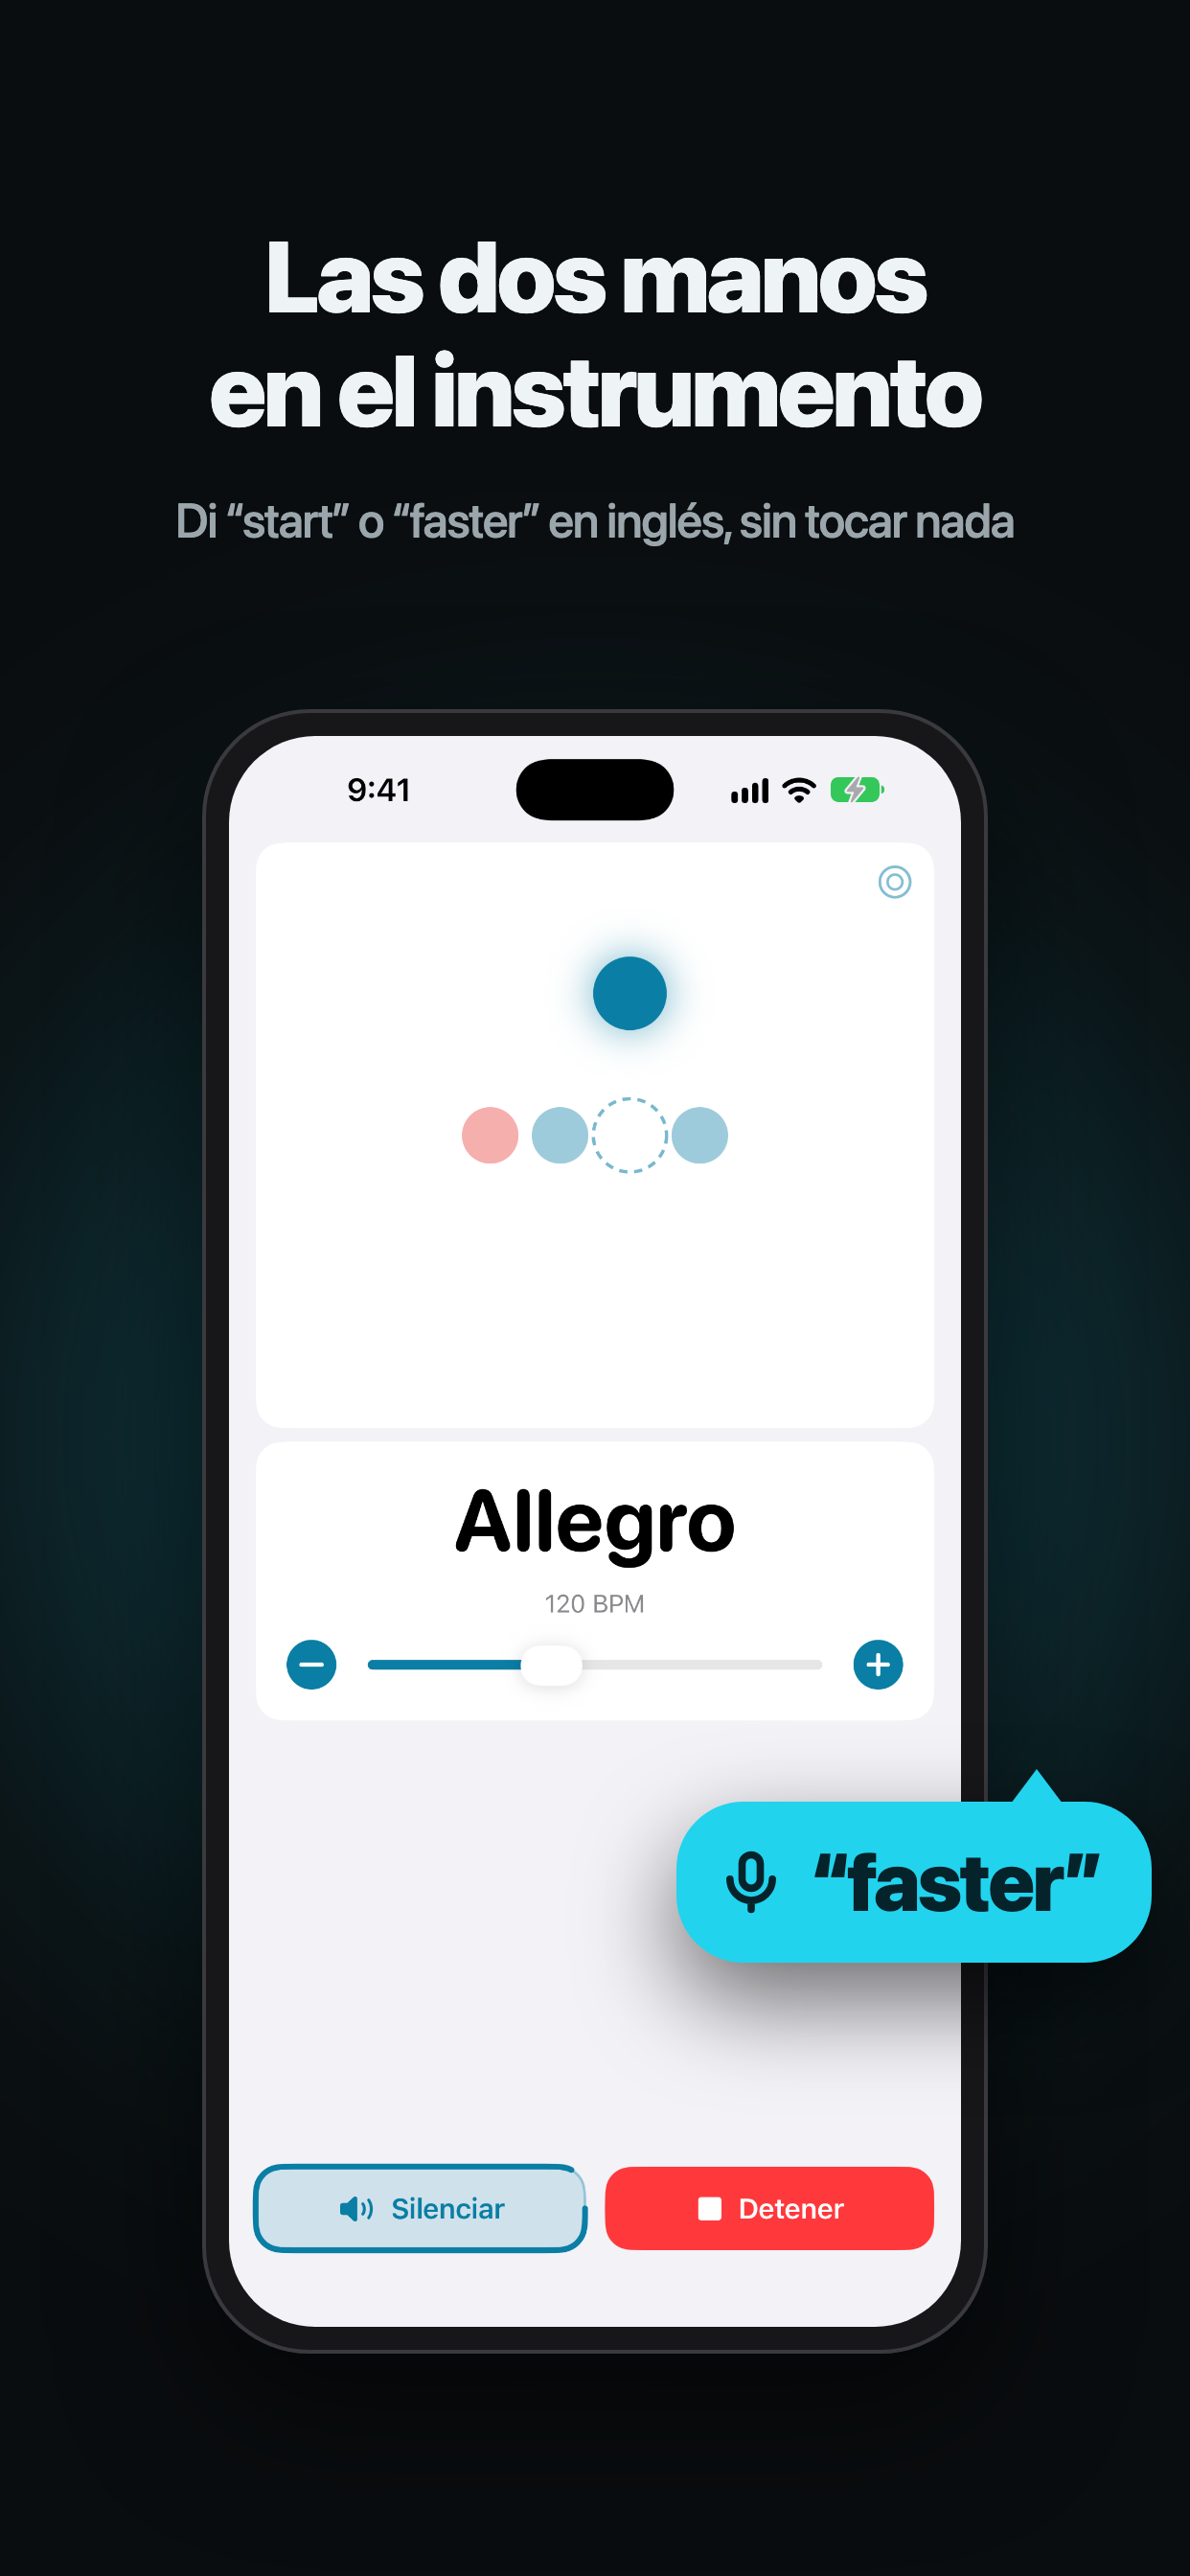 Las dos manos
en el instrumento
Di “start” o “faster” en inglés, sin tocar nada
9:41
Allegro
120 BPM
“faster”
Silenciar
Detener